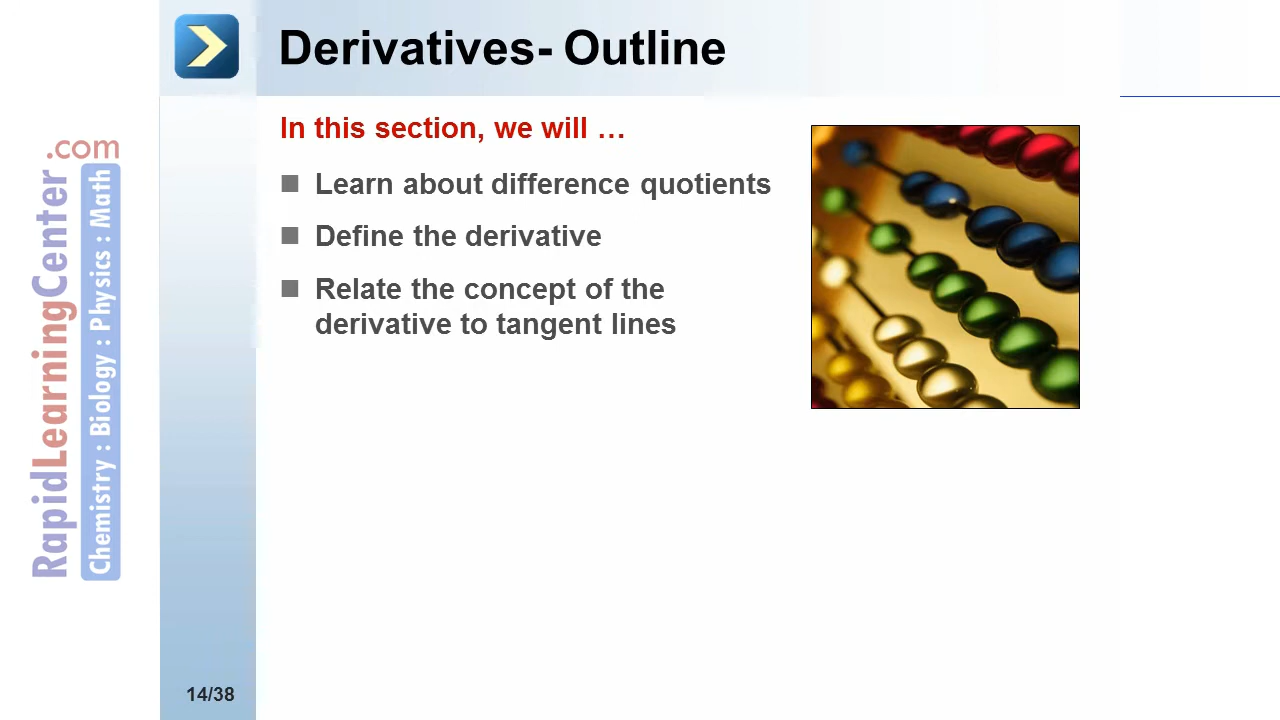 Derivatives- Outline
In this section, we will …
Learn about difference quotients
Define the derivative
Relate the concept of the
derivative to tangent lines
RapidLearningCenter.com
Chemistry : Biology : Physics : Math
14/38